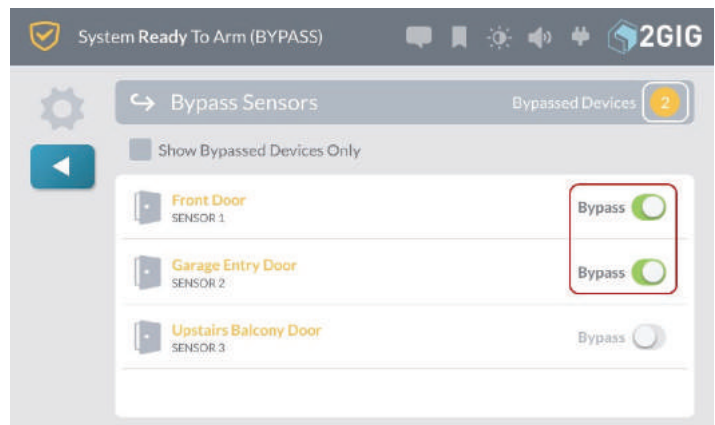 System Ready To Arm (BYPASS) 2GIG
Bypass Sensors Bypassed Devices 2
Show Bypassed Devices Only
Front Door
SENSOR 1
Bypass
Garage Entry Door
SENSOR 2
Bypass
Upstairs Balcony Door
SENSOR 3
Bypass